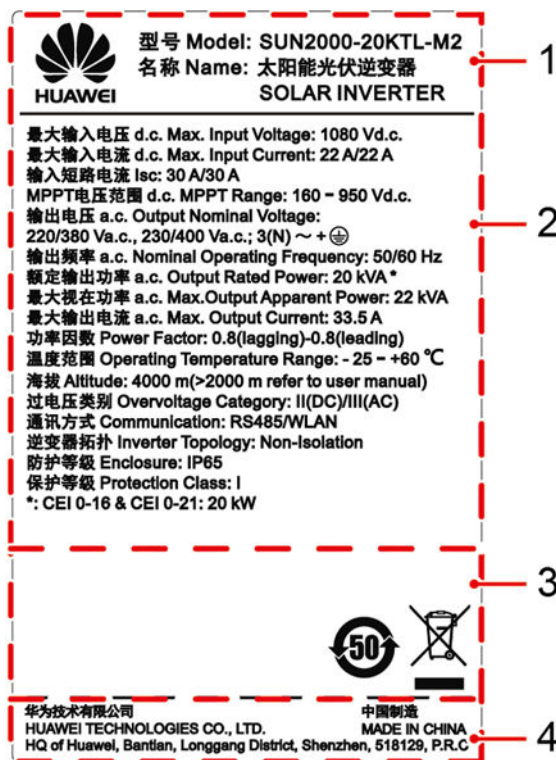 型号 Model: SUN2000-20KTL-M2
名称 Name: 太阳能光伏逆变器
SOLAR INVERTER
HUAWEI
1
最大输入电压 d.c. Max. Input Voltage: 1080 Vd.c.
最大输入电流 d.c. Max. Input Current: 22 A/22 A
输入短路电流 Isc: 30 A/30 A
MPPT电压范围 d.c. MPPT Range: 160 – 950 Vd.c.
输出电压 a.c. Output Nominal Voltage:
220/380 Va.c., 230/400 Va.c.; 3(N) ~ +
2
输出频率 a.c. Nominal Operating Frequency: 50/60 Hz
额定输出功率 a.c. Output Rated Power: 20 kVA *
最大视在功率 a.c. Max.Output Apparent Power: 22 kVA
最大输出电流 a.c. Max. Output Current: 33.5 A
功率因数 Power Factor: 0.8(lagging)-0.8(leading)
温度范围 Operating Temperature Range: - 25 – +60 ℃
海拔 Altitude: 4000 m(>2000 m refer to user manual)
过电压类别 Overvoltage Category: II(DC)/III(AC)
通讯方式 Communication: RS485/WLAN
逆变器拓扑 Inverter Topology: Non-Isolation
防护等级 Enclosure: IP65
保护等级 Protection Class: I
*: CEI 0-16 & CEI 0-21: 20 kW
3
50
华为技术有限公司 中国制造
HUAWEI TECHNOLOGIES CO., LTD. MADE IN CHINA
HQ of Huawei, Bantian, Longgang District, Shenzhen, 518129, P.R.C
4